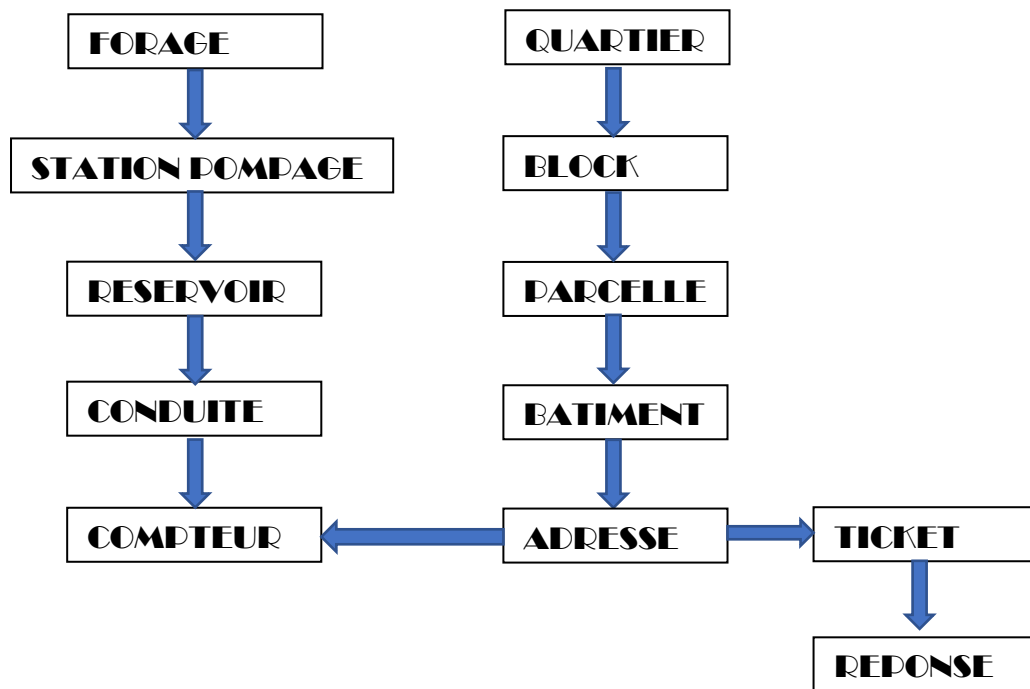 FORAGE
QUARTIER
STATION POMPAGE
BLOCK
RESERVOIR
PARCELLE
CONDUITE
BATIMENT
COMPTEUR
ADRESSE
TICKET
REPONSE